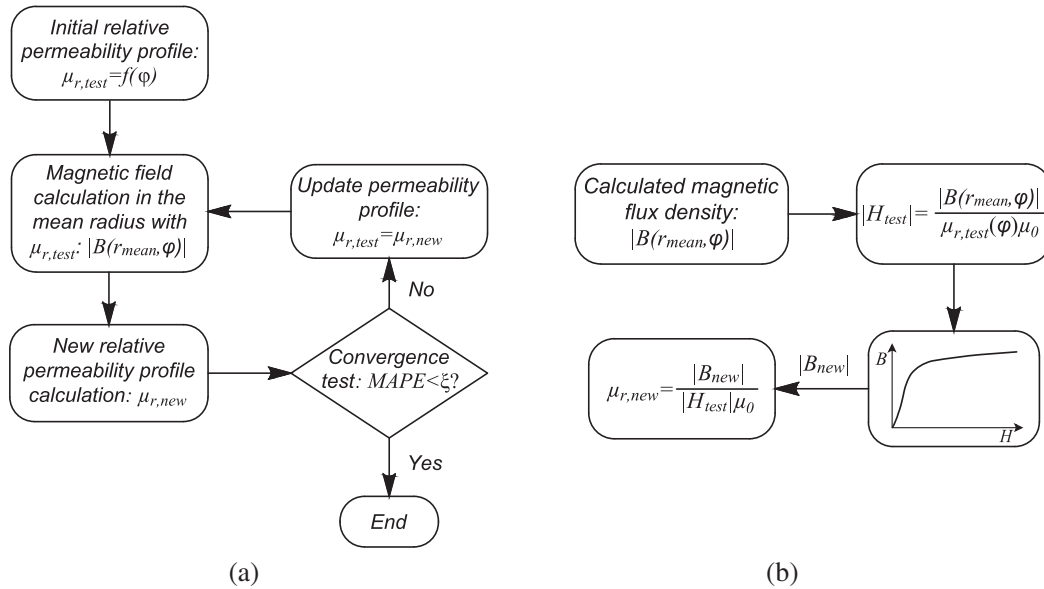 Initial relative
permeability profile:
μr,test=f(φ)
Magnetic field
calculation in the
mean radius with
μr,test: |B(rmean,φ)|
New relative
permeability profile
calculation: μr,new
Update permeability
profile:
μr,test=μr,new
No
Convergence
test: MAPE<ξ?
Yes
End
(a)
Calculated magnetic
flux density:
|B(rmean,φ)|
|Htest|= |B(rmean,φ)|
μr,test(φ)μ0
B
H
|Bnew|
μr,new= |Bnew|
|Htest|μ0
(b)